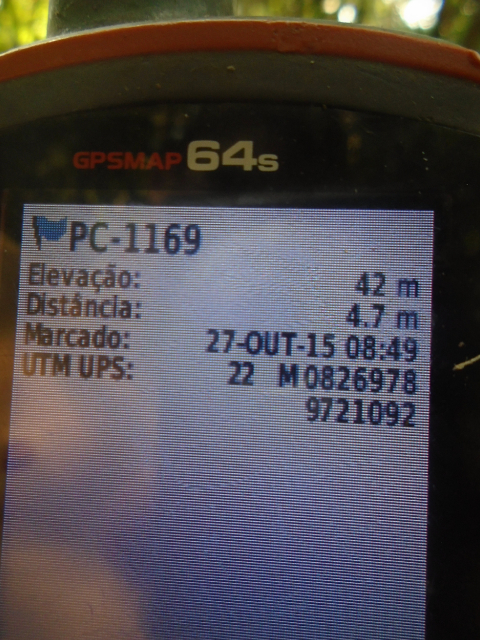 GPSMAP 64s
PC-1169
Elevação: 42 m
Distância: 4.7 m
Marcado: 27-OUT-15 08:49
UTM UPS: 22 M 0826978
9721092